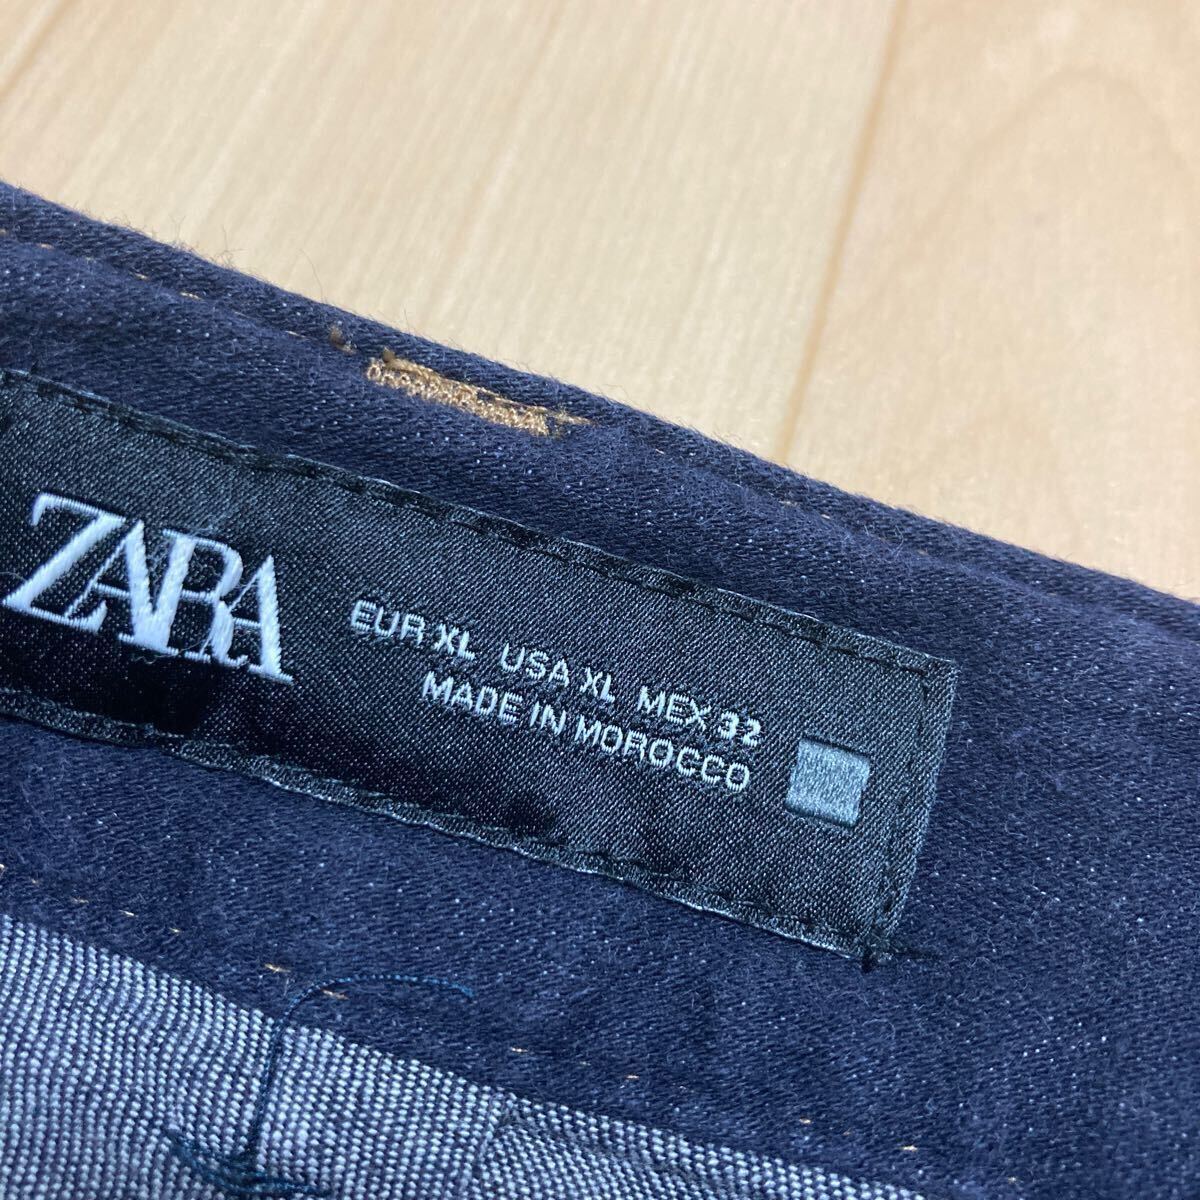 ZARA
EUR XL USA XL MEX 32
MADE IN MOROCCO